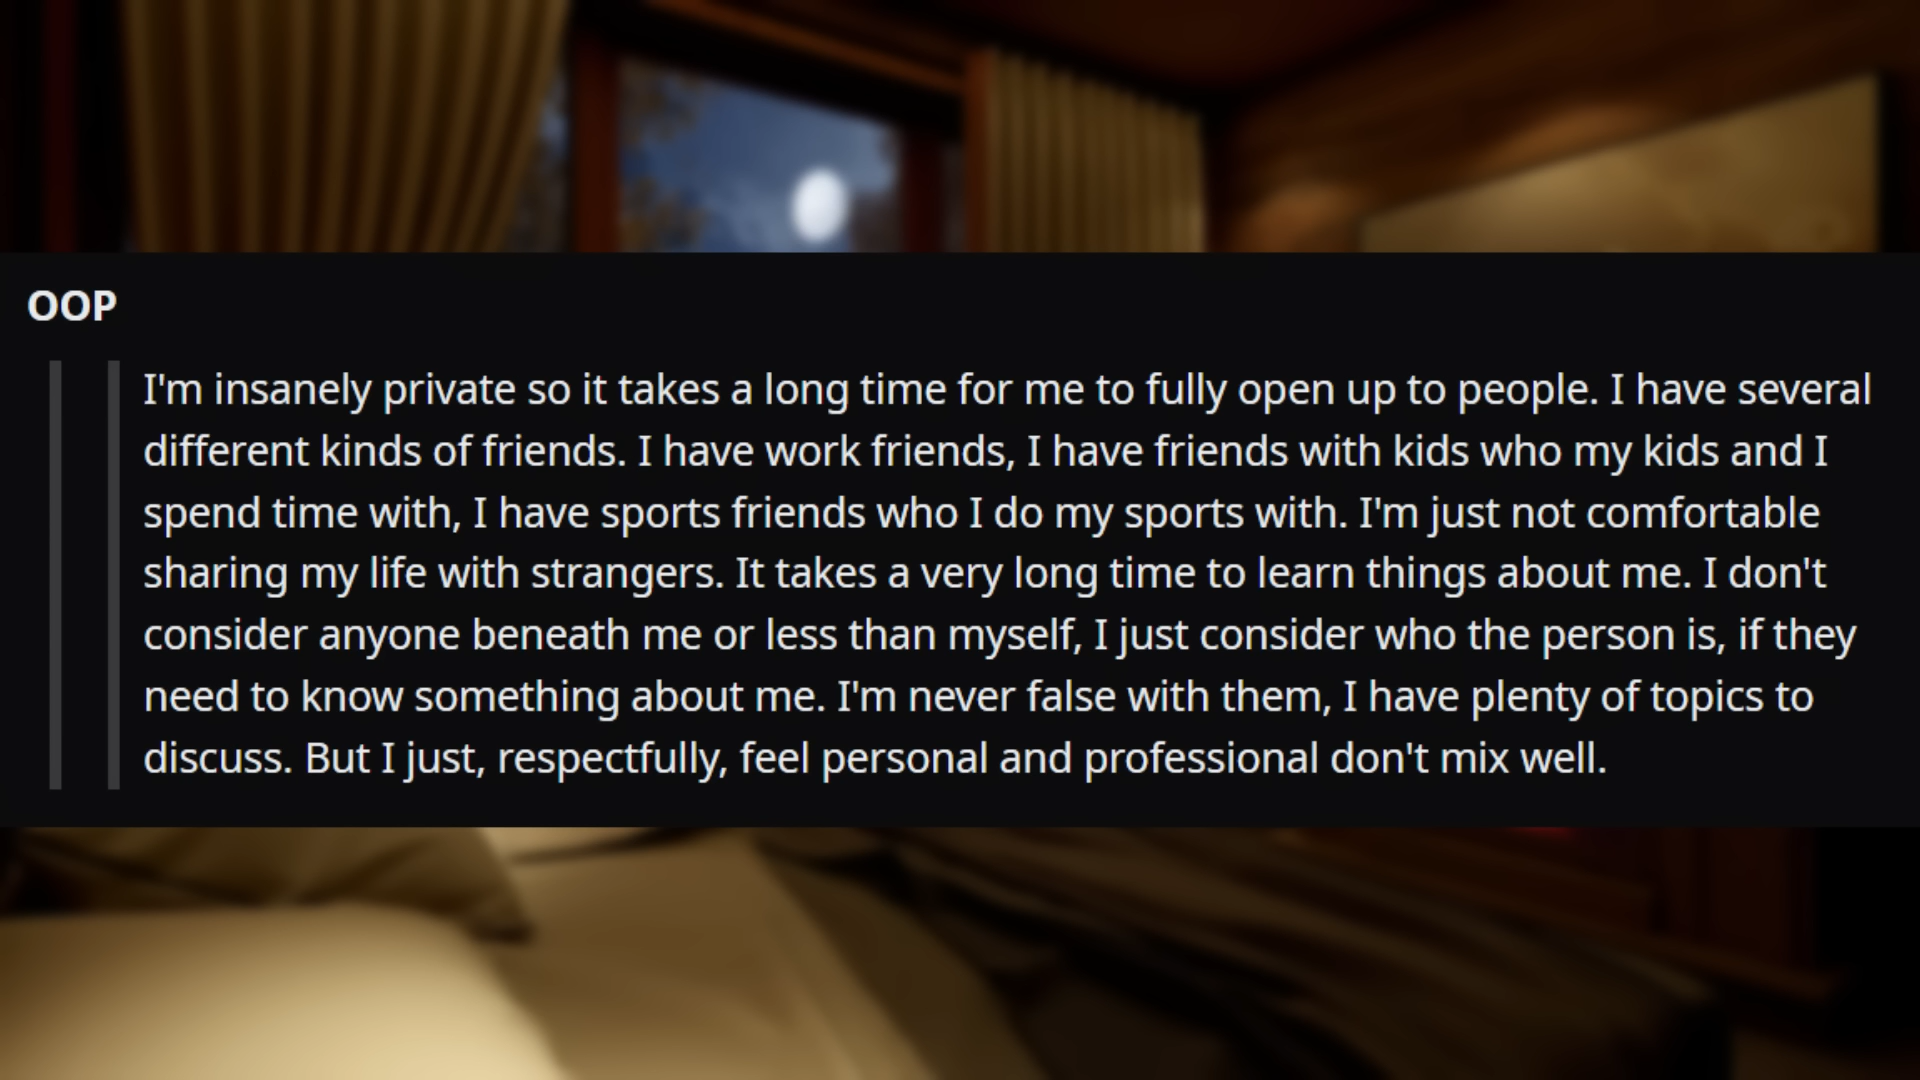 OOP
I'm insanely private so it takes a long time for me to fully open up to people. I have several
different kinds of friends. I have work friends, I have friends with kids who my kids and I
spend time with, I have sports friends who I do my sports with. I'm just not comfortable
sharing my life with strangers. It takes a very long time to learn things about me. I don't
consider anyone beneath me or less than myself, I just consider who the person is, if they
need to know something about me. I'm never false with them, I have plenty of topics to
discuss. But I just, respectfully, feel personal and professional don't mix well.